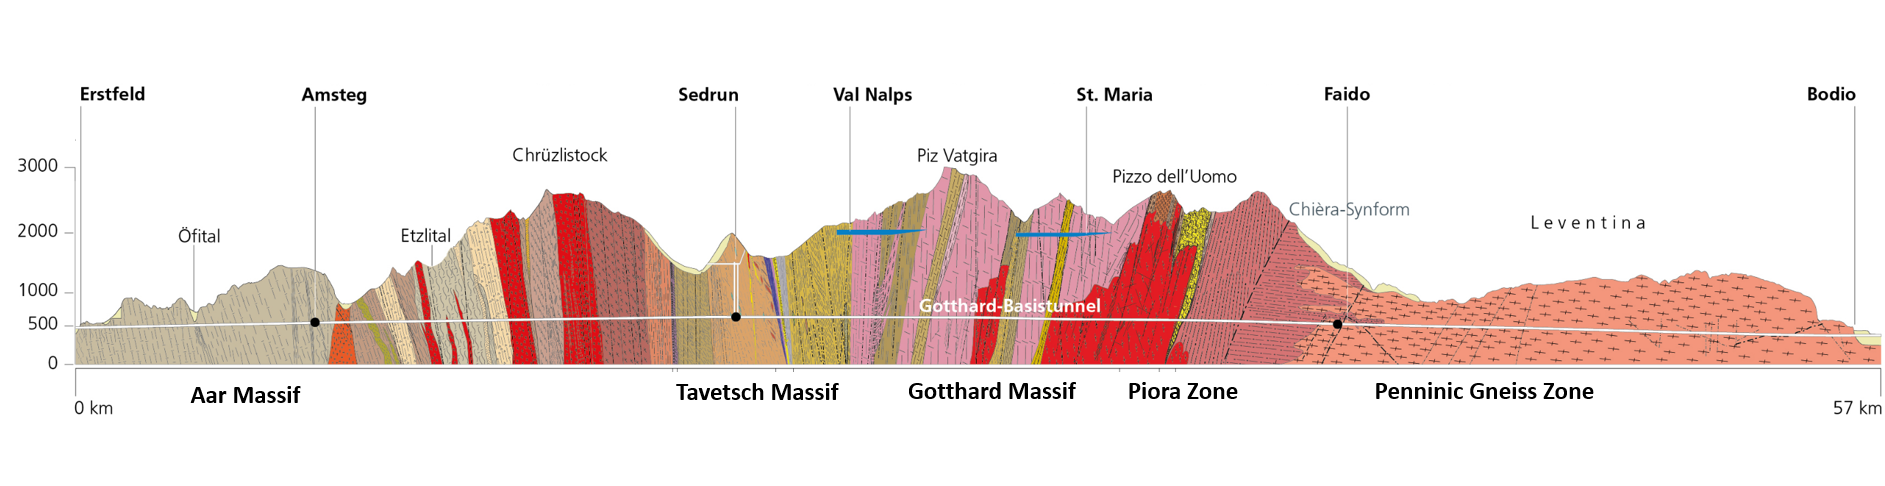 Erstfeld
Amsteg
Sedrun
Val Nalps
St. Maria
Faido
Bodio
Chrüzlistock
Piz Vatgira
Pizzo dell'Uomo
Chièra-Synform
Leventina
Öfital
Etzlital
3000
2000
1000
500
0
Gotthard-Basistunnel
Aar Massif
Tavetsch Massif
Gotthard Massif
Piora Zone
Penninic Gneiss Zone
0 km
57 km